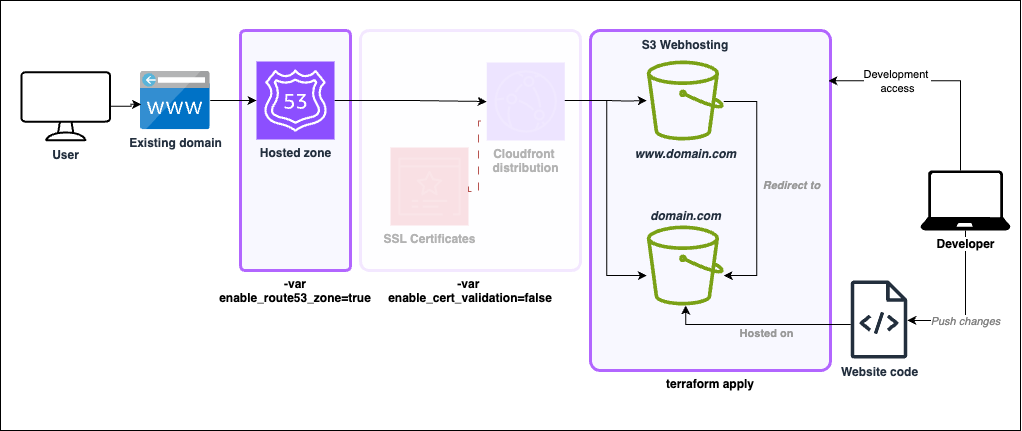 S3 Webhosting
Development
access
53
www
User
Existing domain
Hosted zone
Cloudfront
distribution
www.domain.com
Redirect to
domain.com
SSL Certificates
Developer
-var
enable_route53_zone=true
-var
enable_cert_validation=false
Hosted on
Push changes
</>
Website code
terraform apply